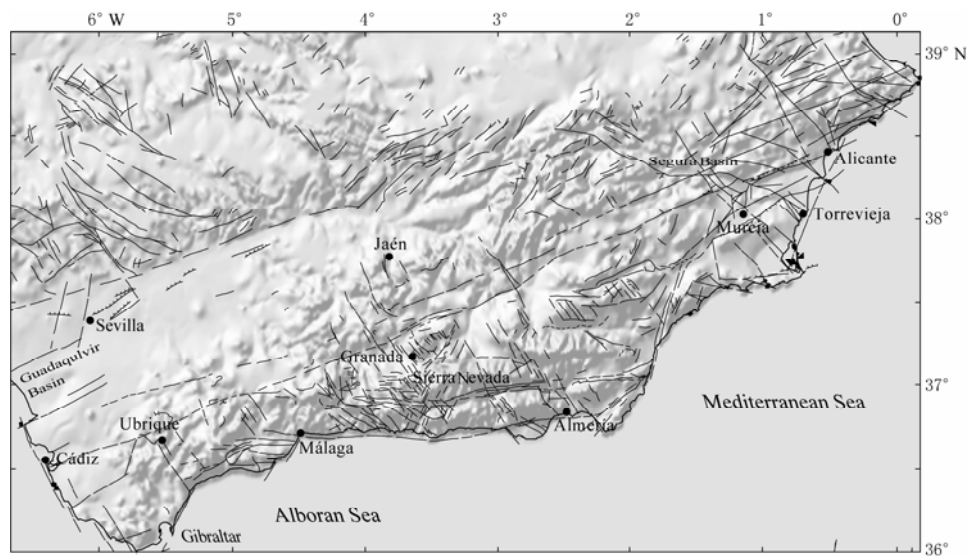 6° W
5°
4°
3°
2°
1°
0°
39° N
Segura Basin
Alicante
Murcia
Torrevieja
38°
Jaén
Sevilla
Granada
Guadaqulvir
Basin
Sierra Nevada
37°
Mediterranean Sea
Ubrique
Almería
Málaga
Cádiz
Alboran Sea
Gibraltar
36°